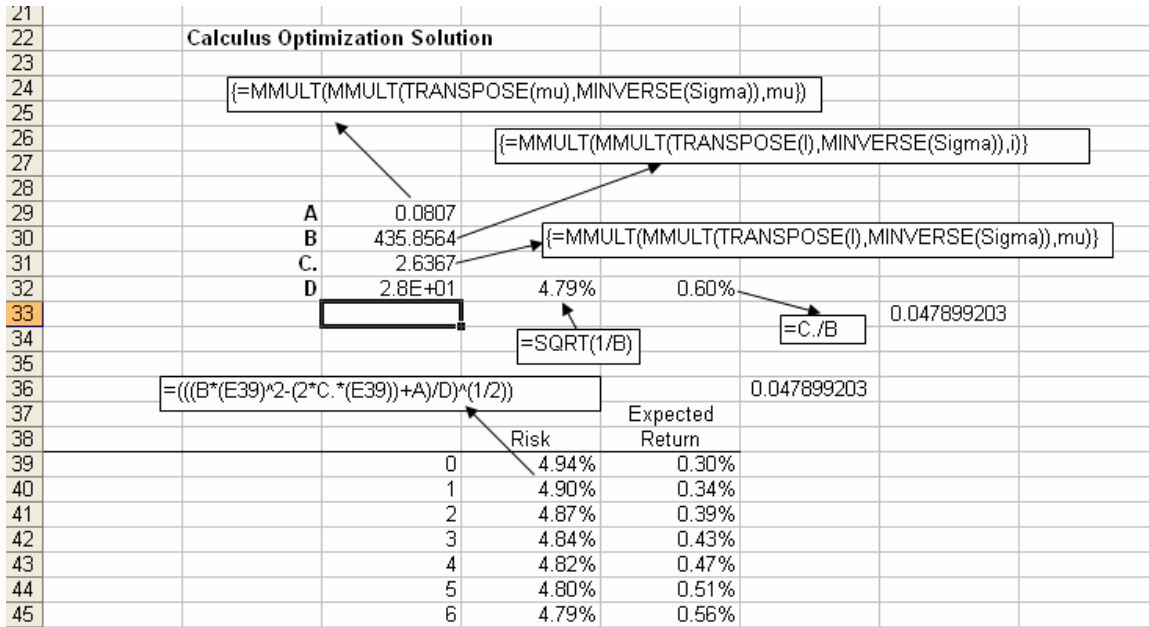 21
22 Calculus Optimization Solution
23
24 {=MMULT(MMULT(TRANSPOSE(mu),MINVERSE(Sigma)),mu})
25
26 {=MMULT(MMULT(TRANSPOSE(I),MINVERSE(Sigma)),i)}
27
28
29 A 0.0807
30 B 435.8564 {=MMULT(MMULT(TRANSPOSE(I),MINVERSE(Sigma)),mu)}
31 C. 2.6367
32 D 2.8E+01 4.79% 0.60%
33 =C./B 0.047899203
34 =SQRT(1/B)
35
36 =(((B*(E39)^2-(2*C.*(E39))+A)/D)^(1/2)) 0.047899203
37 Expected
38 Risk Return
39 0 4.94% 0.30%
40 1 4.90% 0.34%
41 2 4.87% 0.39%
42 3 4.84% 0.43%
43 4 4.82% 0.47%
44 5 4.80% 0.51%
45 6 4.79% 0.56%